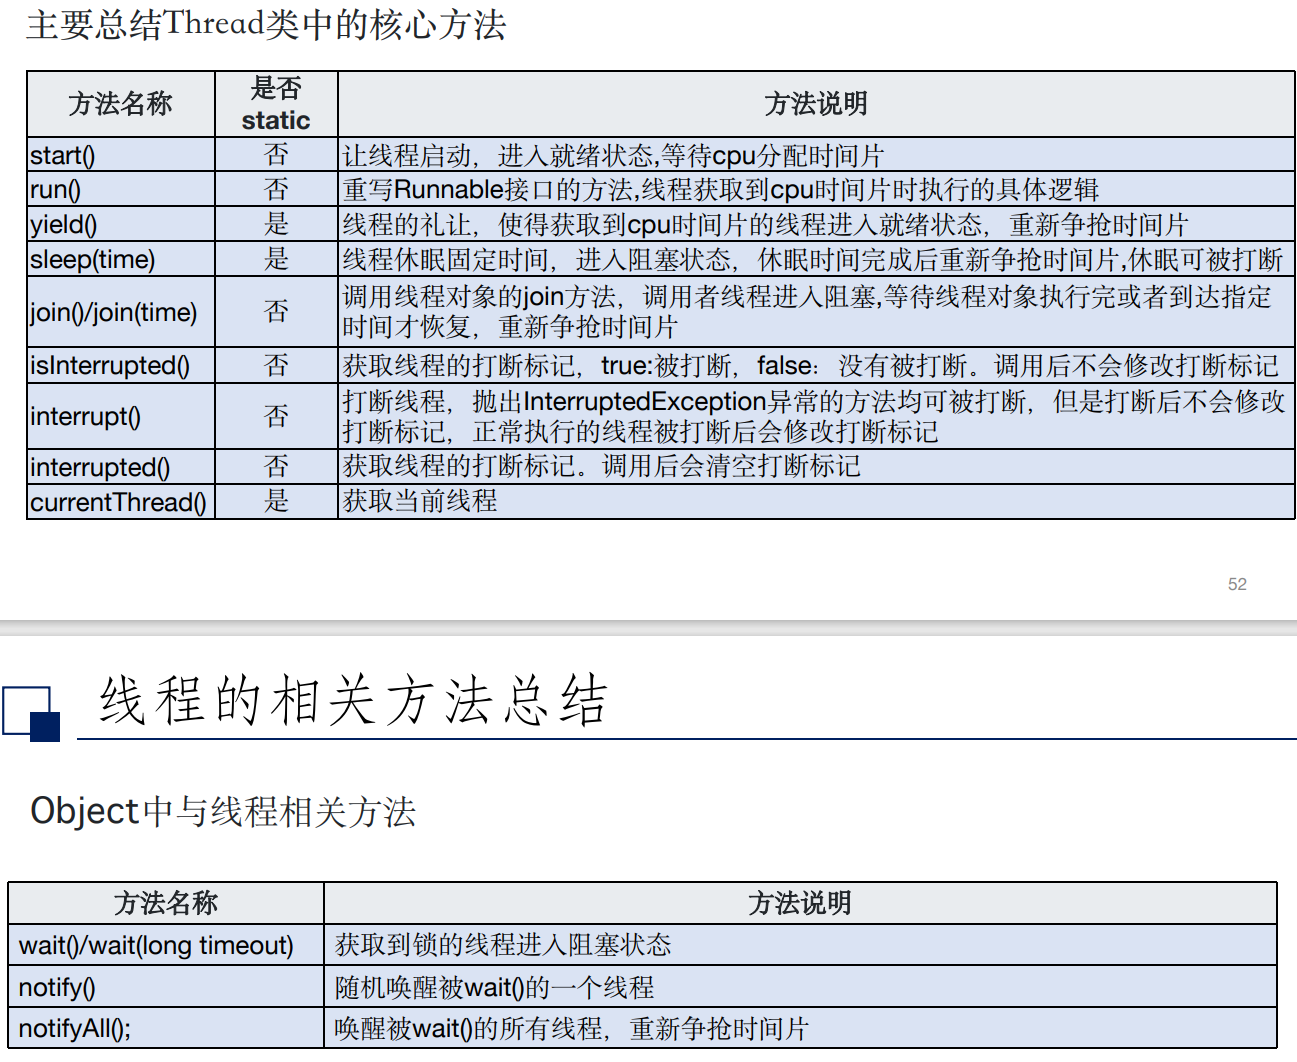 主要总结Thread类中的核心方法
方法名称
是否
static
方法说明
start()
否
让线程启动，进入就绪状态,等待cpu分配时间片
run()
否
重写Runnable接口的方法,线程获取到cpu时间片时执行的具体逻辑
yield()
是
线程的礼让，使得获取到cpu时间片的线程进入就绪状态，重新争抢时间片
sleep(time)
是
线程休眠固定时间，进入阻塞状态，休眠时间完成后重新争抢时间片,休眠可被打断
join()/join(time)
否
调用线程对象的join方法，调用者线程进入阻塞,等待线程对象执行完或者到达指定
时间才恢复，重新争抢时间片
isInterrupted()
否
获取线程的打断标记，true:被打断，false：没有被打断。调用后不会修改打断标记
interrupt()
否
打断线程，抛出InterruptedException异常的方法均可被打断，但是打断后不会修改
打断标记，正常执行的线程被打断后会修改打断标记
interrupted()
否
获取线程的打断标记。调用后会清空打断标记
currentThread()
是
获取当前线程
52
线程的相关方法总结
Object中与线程相关方法
方法名称
方法说明
wait()/wait(long timeout)
获取到锁的线程进入阻塞状态
notify()
随机唤醒被wait()的一个线程
notifyAll();
唤醒被wait()的所有线程，重新争抢时间片